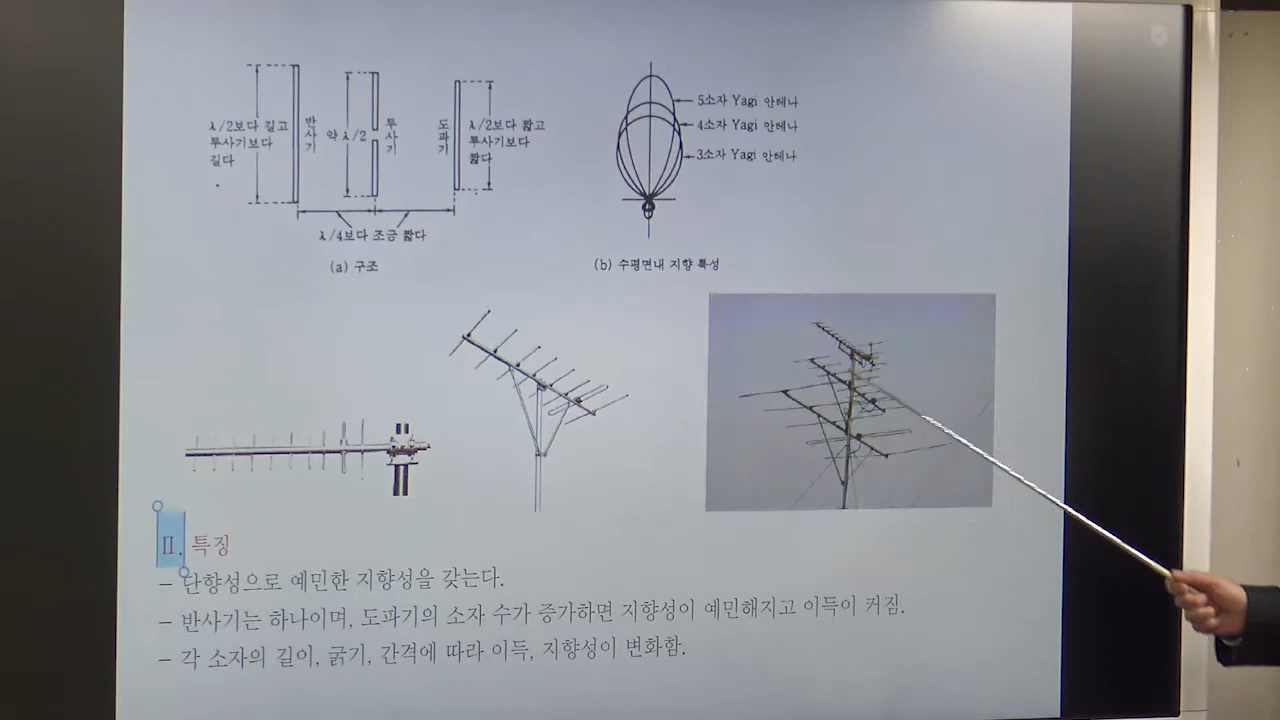 λ/2보다 길고
투사기보다
길다
반사기
약 λ/2
투사기
도파기
λ/2보다 짧고
투사기보다
짧다
λ/4보다 조금 짧다
(a) 구조
5소자 Yagi 안테나
4소자 Yagi 안테나
3소자 Yagi 안테나
(b) 수평면내 지향 특성
Ⅱ. 특징
- 단향성으로 예민한 지향성을 갖는다.
- 반사기는 하나이며, 도파기의 소자 수가 증가하면 지향성이 예민해지고 이득이 커짐.
- 각 소자의 길이, 굵기, 간격에 따라 이득, 지향성이 변화함.